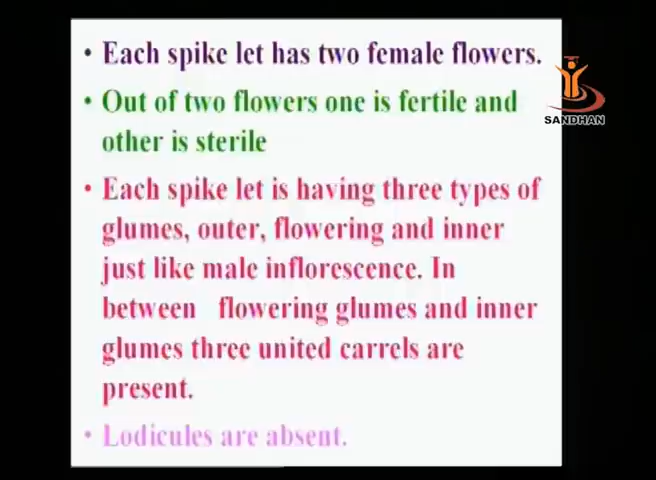 • Each spike let has two female flowers.
• Out of two flowers one is fertile and
other is sterile
• Each spike let is having three types of
glumes, outer, flowering and inner
just like male inflorescence. In
between flowering glumes and inner
glumes three united carrels are
present.
• Lodicules are absent.
SANDHAN